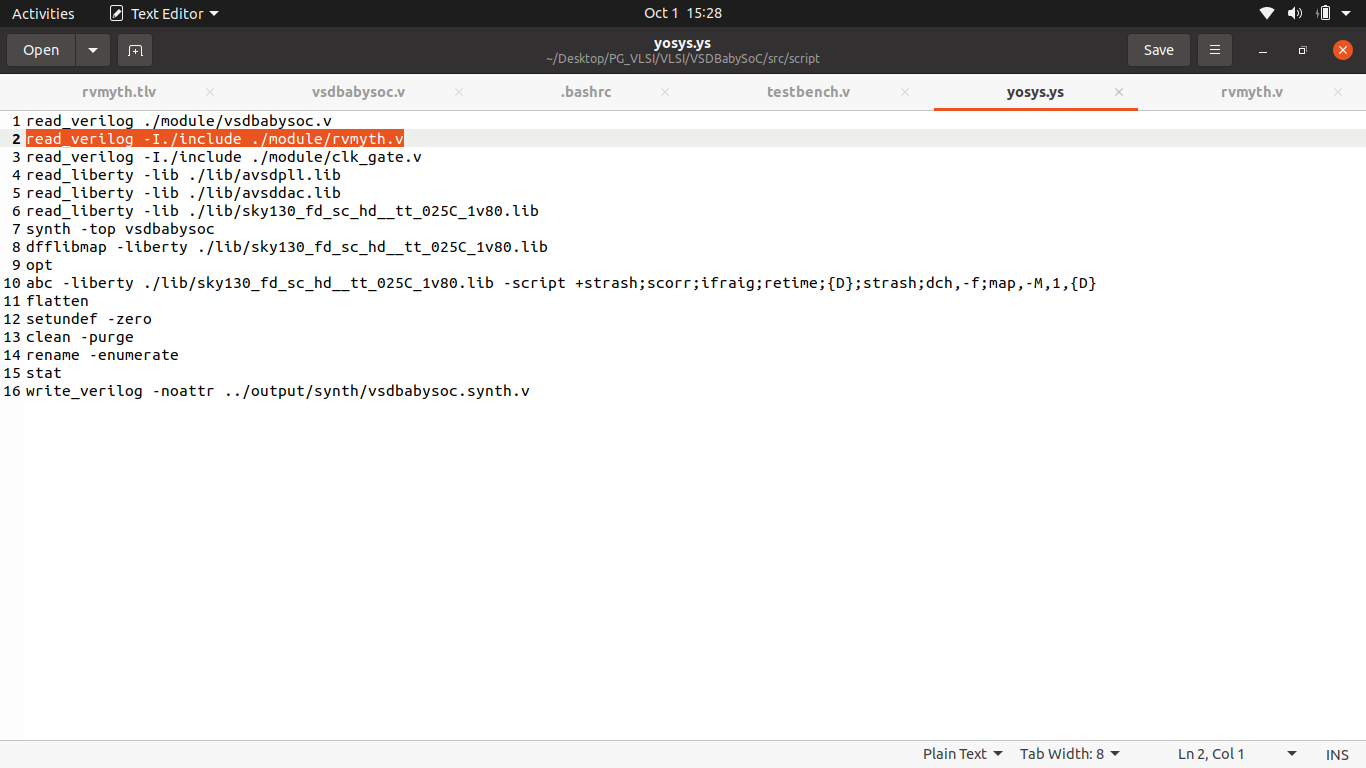 Activities Text Editor Oct 1 15:28
Open yosys.ys Save
~/Desktop/PG_VLSI/VLSI/VSDBabySoC/src/script
rvmyth.tlv vsdbabysoc.v .bashrc testbench.v yosys.ys rvmyth.v
1 read_verilog ./module/vsdbabysoc.v
2 read_verilog -I./include ./module/rvmyth.v
3 read_verilog -I./include ./module/clk_gate.v
4 read_liberty -lib ./lib/avsdpll.lib
5 read_liberty -lib ./lib/avsddac.lib
6 read_liberty -lib ./lib/sky130_fd_sc_hd__tt_025C_1v80.lib
7 synth -top vsdbabysoc
8 dfflibmap -liberty ./lib/sky130_fd_sc_hd__tt_025C_1v80.lib
9 opt
10 abc -liberty ./lib/sky130_fd_sc_hd__tt_025C_1v80.lib -script +strash;scorr;ifraig;retime;{D};strash;dch,-f;map,-M,1,{D}
11 flatten
12 setundef -zero
13 clean -purge
14 rename -enumerate
15 stat
16 write_verilog -noattr ../output/synth/vsdbabysoc.synth.v
Plain Text Tab Width: 8 Ln 2, Col 1 INS